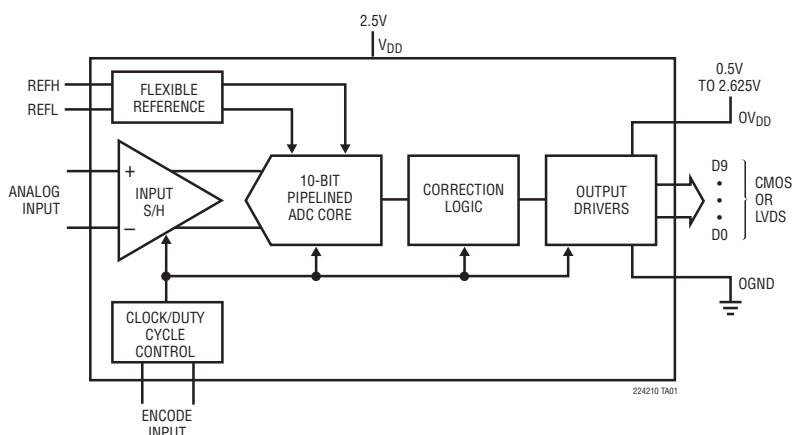 2.5V
VDD
0.5V
TO 2.625V
OVDD
REFH
REFL
FLEXIBLE
REFERENCE
ANALOG
INPUT
+
−
INPUT
S/H
10-BIT
PIPELINED
ADC CORE
CORRECTION
LOGIC
OUTPUT
DRIVERS
D9
•
•
•
D0
CMOS
OR
LVDS
OGND
CLOCK/DUTY
CYCLE
CONTROL
224210 TA01
ENCODE
INPUT